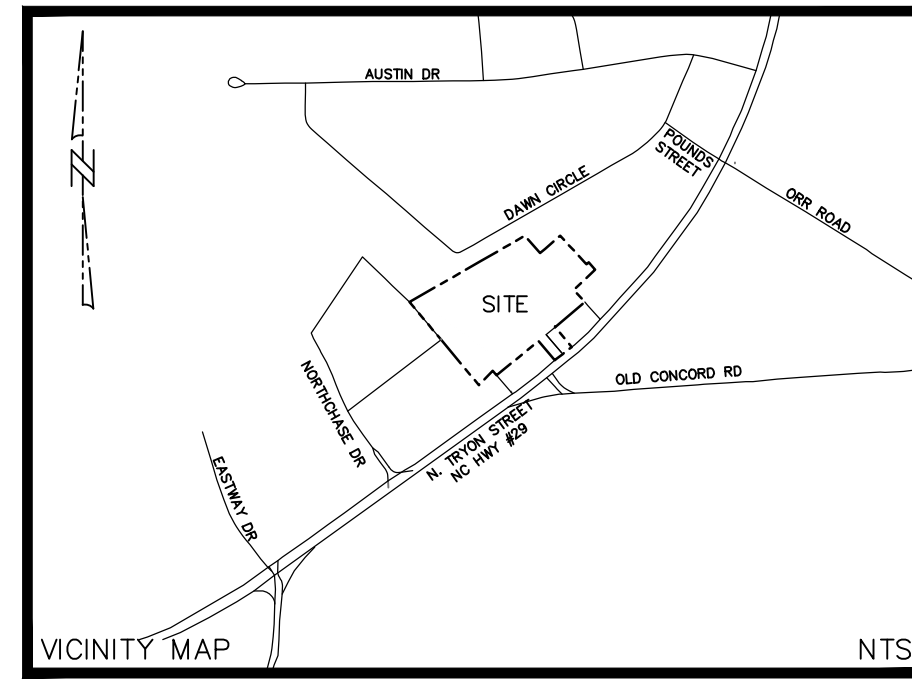 AUSTIN DR
POUNDS
STREET
DAWN CIRCLE
ORR ROAD
N
SITE
NORTHCHASE DR
OLD CONCORD RD
N. TRYON STREET
NC HWY #29
EASTWAY DR
VICINITY MAP
NTS